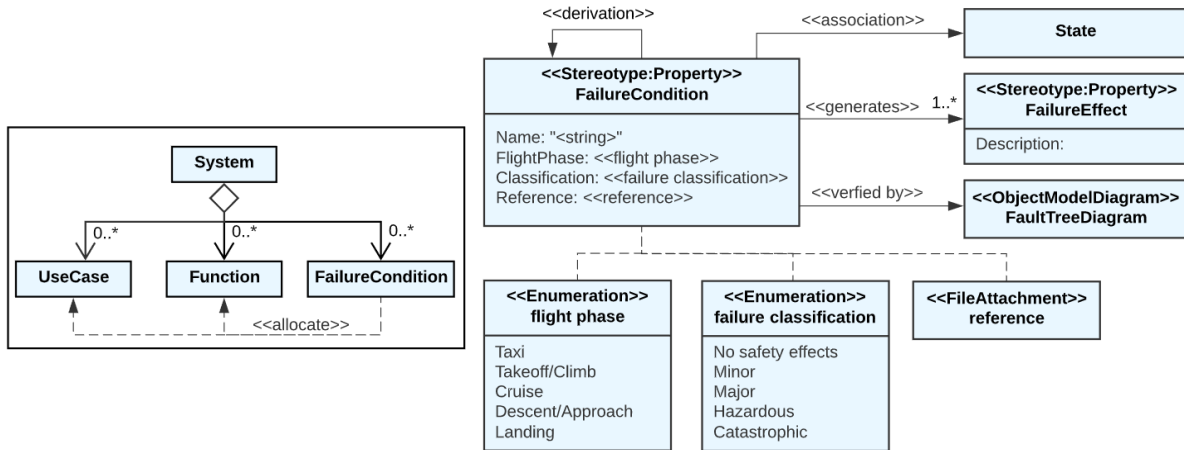 System
0..*
0..*
0..*
UseCase
Function
FailureCondition
<<allocate>>
<<derivation>>
<<Stereotype:Property>>
FailureCondition
Name: "<string>"
FlightPhase: <<flight phase>>
Classification: <<failure classification>>
Reference: <<reference>>
<<association>>
State
<<generates>>
1..*
<<Stereotype:Property>>
FailureEffect
Description:
<<verfied by>>
<<ObjectModelDiagram>>
FaultTreeDiagram
<<Enumeration>>
flight phase
Taxi
Takeoff/Climb
Cruise
Descent/Approach
Landing
<<Enumeration>>
failure classification
No safety effects
Minor
Major
Hazardous
Catastrophic
<<FileAttachment>>
reference